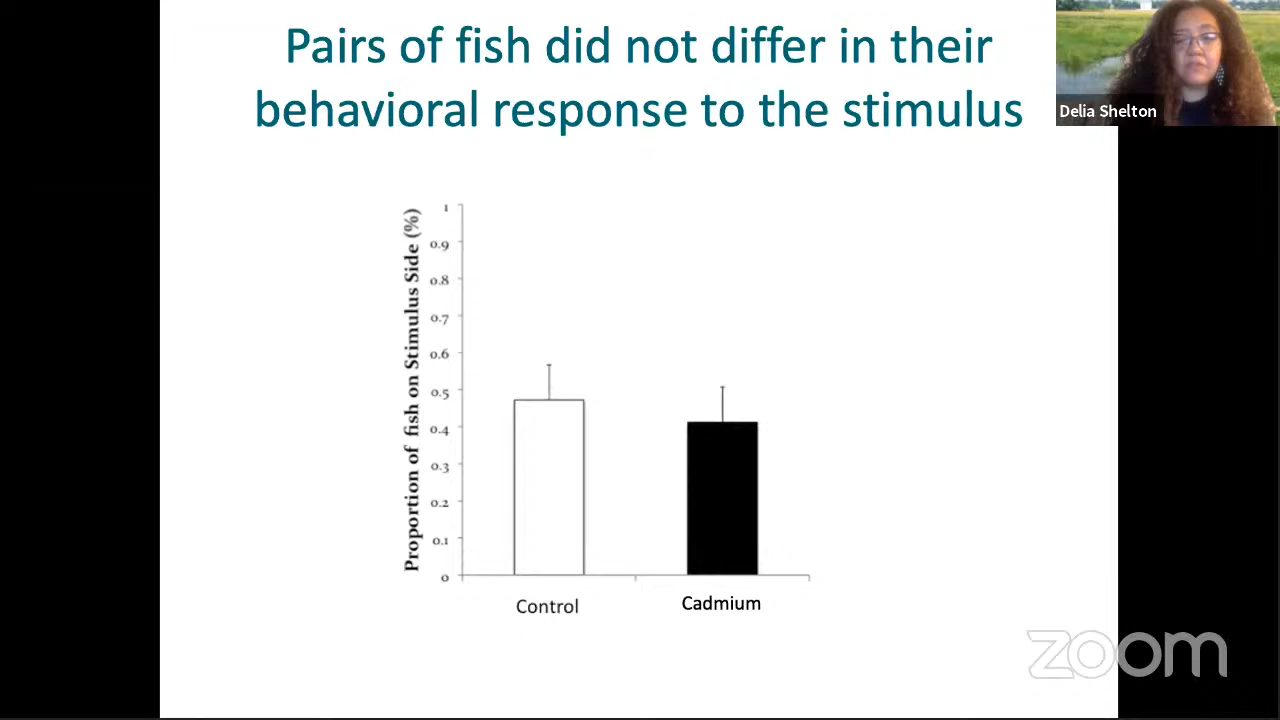 Pairs of fish did not differ in their
behavioral response to the stimulus
Delia Shelton
Proportion of fish on Stimulus Side (%)
1
0.9
0.8
0.7
0.6
0.5
0.4
0.3
0.2
0.1
0
Control
Cadmium
zoom